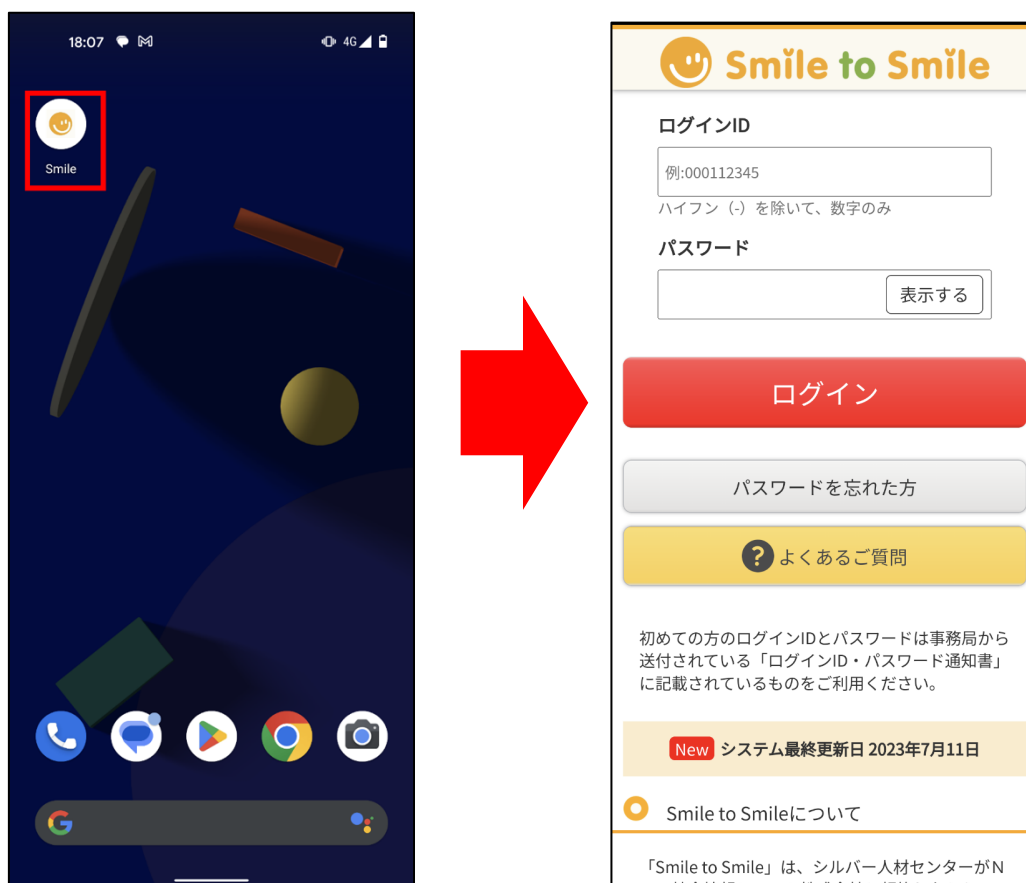 18:07
4G
Smile
Smile to Smile
ログインID
例:000112345
ハイフン（-）を除いて、数字のみ
パスワード
表示する
ログイン
パスワードを忘れた方
? よくあるご質問
初めての方のログインIDとパスワードは事務局から
送付されている「ログインID・パスワード通知書」
に記載されているものをご利用ください。
New システム最終更新日 2023年7月11日
Smile to Smileについて
「Smile to Smile」は、シルバー人材センターがN